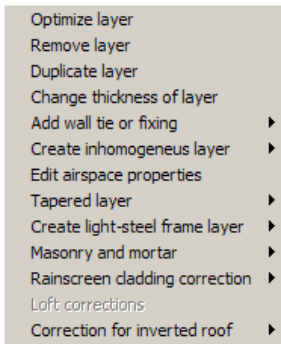 Optimize layer
Remove layer
Duplicate layer
Change thickness of layer
Add wall tie or fixing
Create inhomogeneus layer
Edit airspace properties
Tapered layer
Create light-steel frame layer
Masonry and mortar
Rainscreen cladding correction
Loft corrections
Correction for inverted roof